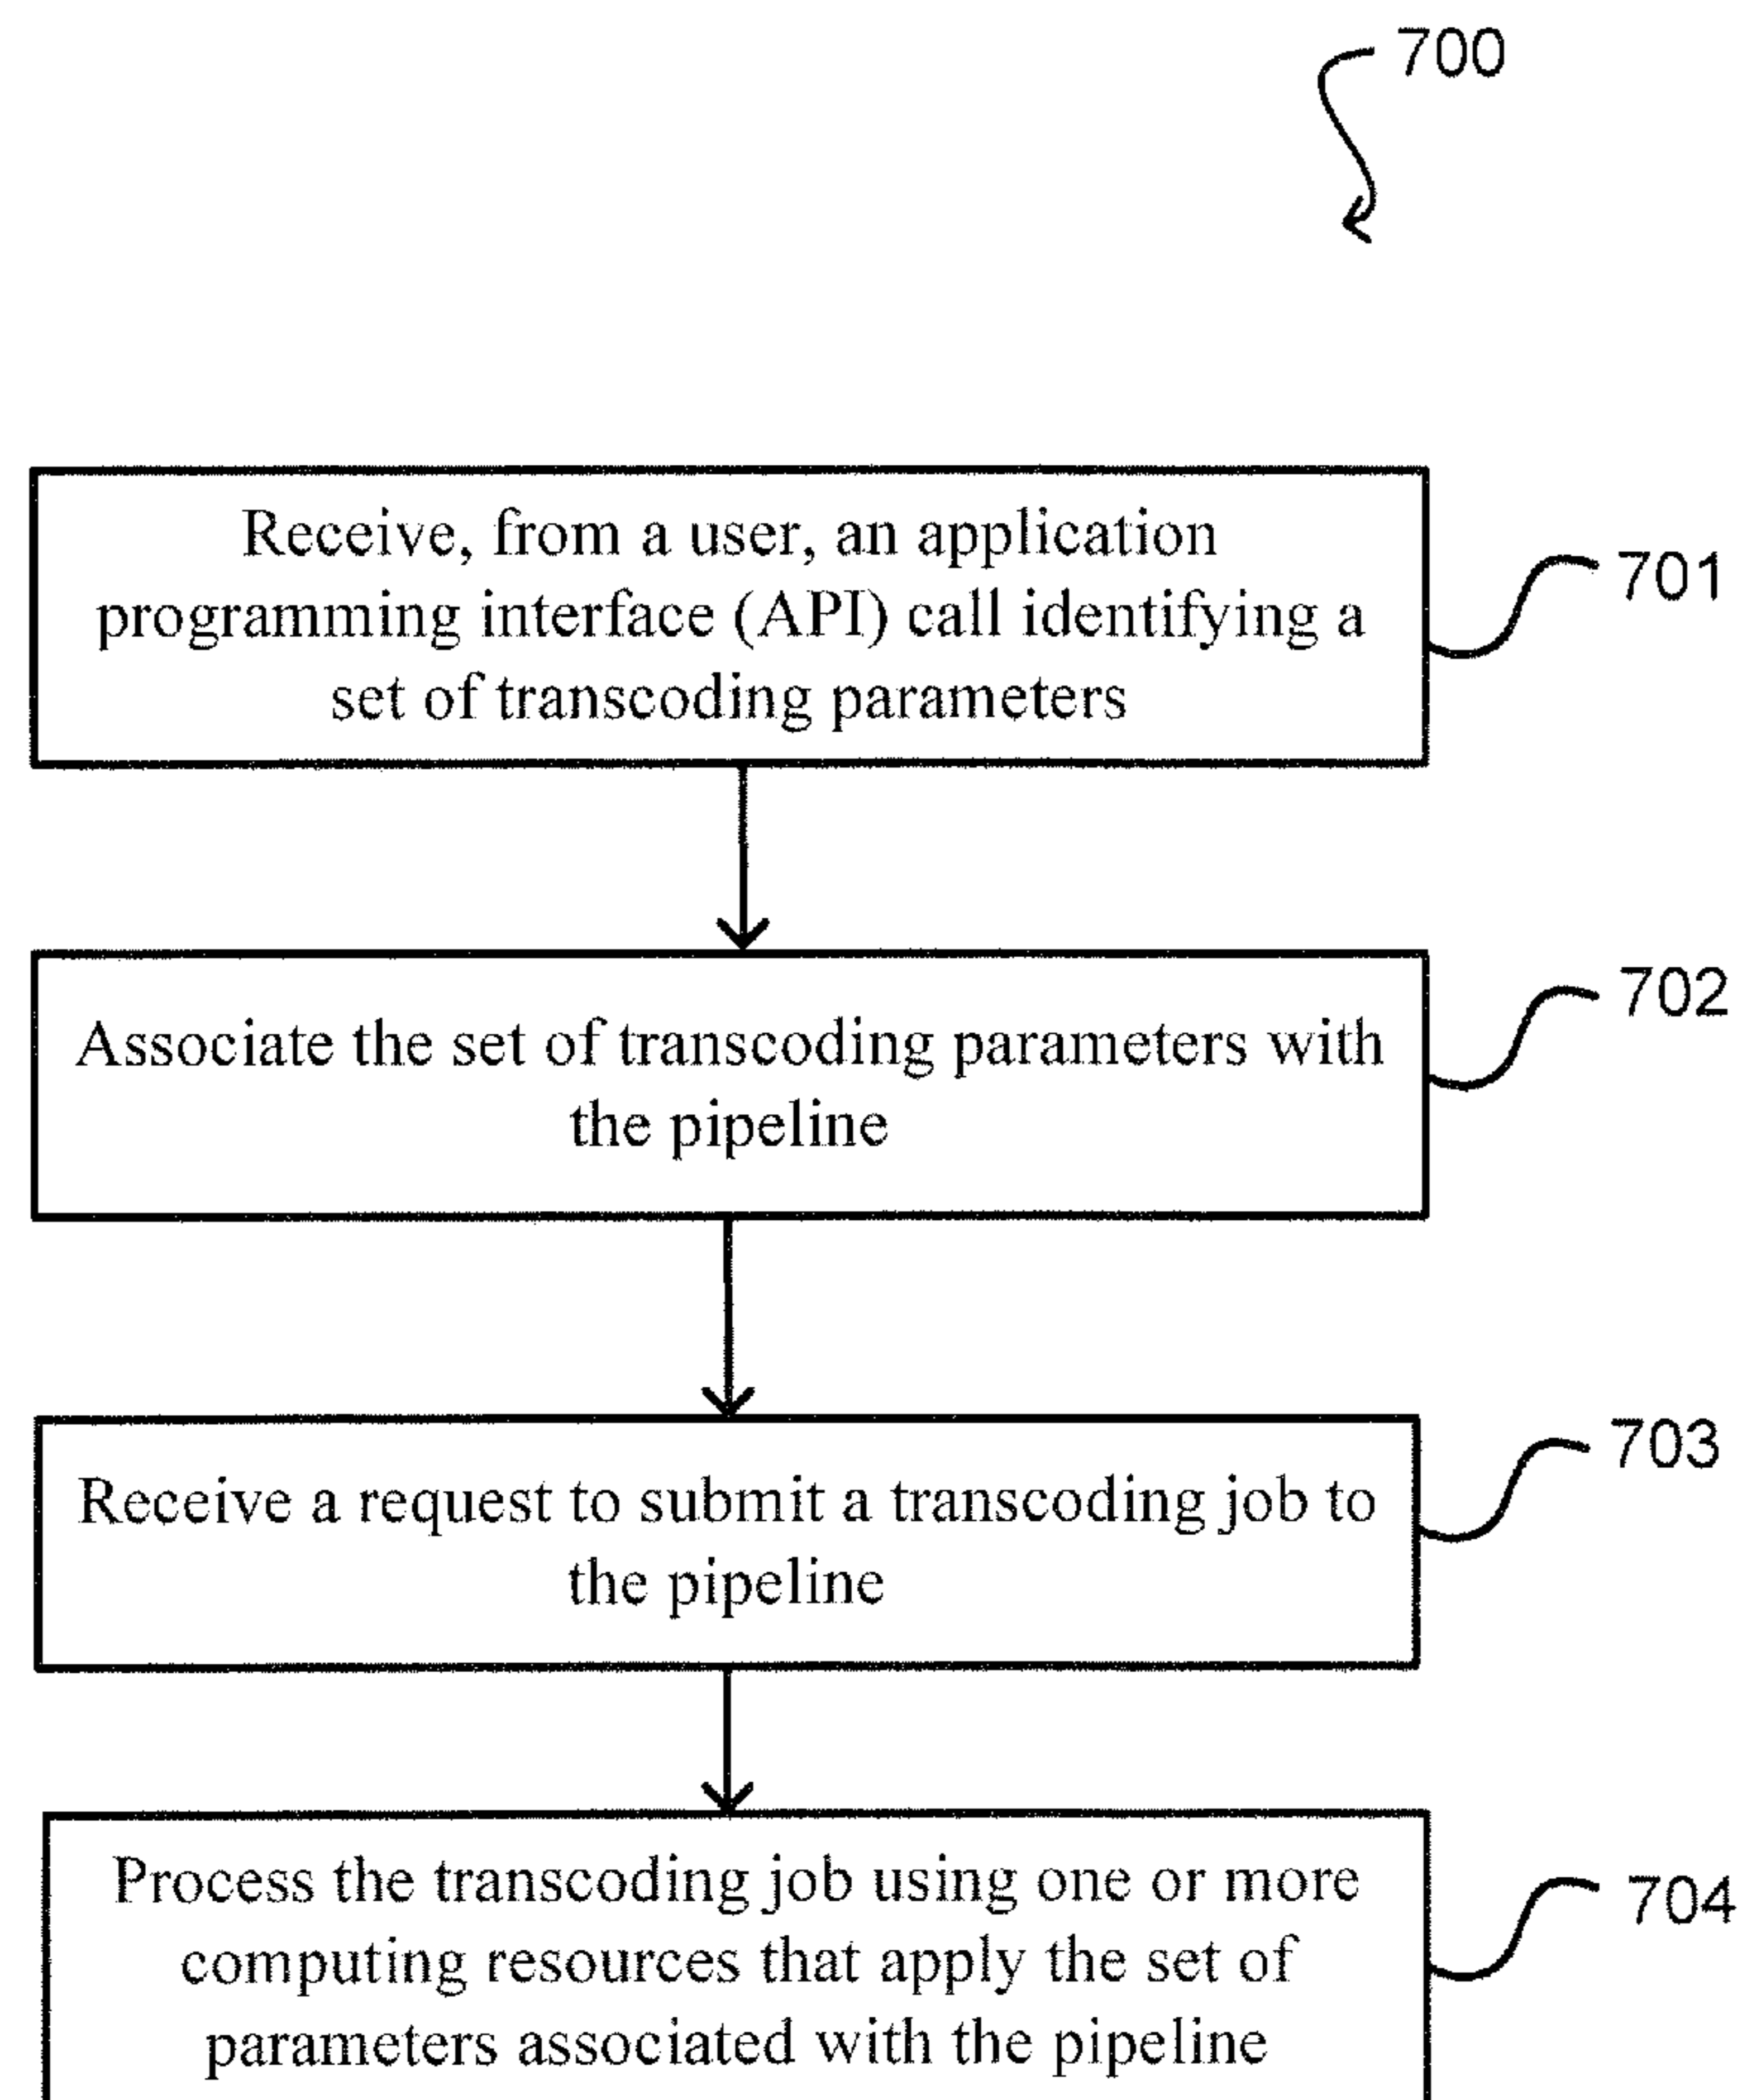 700
Receive, from a user, an application
programming interface (API) call identifying a
set of transcoding parameters
701
Associate the set of transcoding parameters with
the pipeline
702
Receive a request to submit a transcoding job to
the pipeline
703
Process the transcoding job using one or more
computing resources that apply the set of
parameters associated with the pipeline
704